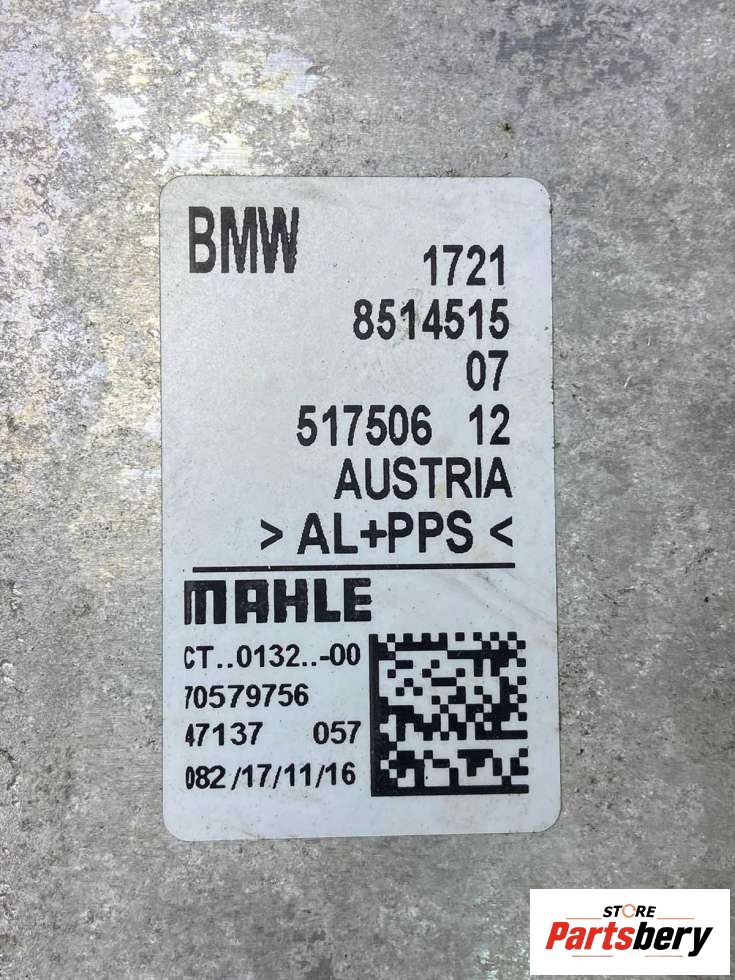 BMW
1721
8514515
07
517506 12
AUSTRIA
>AL+PPS<
MAHLE
CT..0132..-00
70579756
47137 057
082/17/11/16
STORE
Partsbery